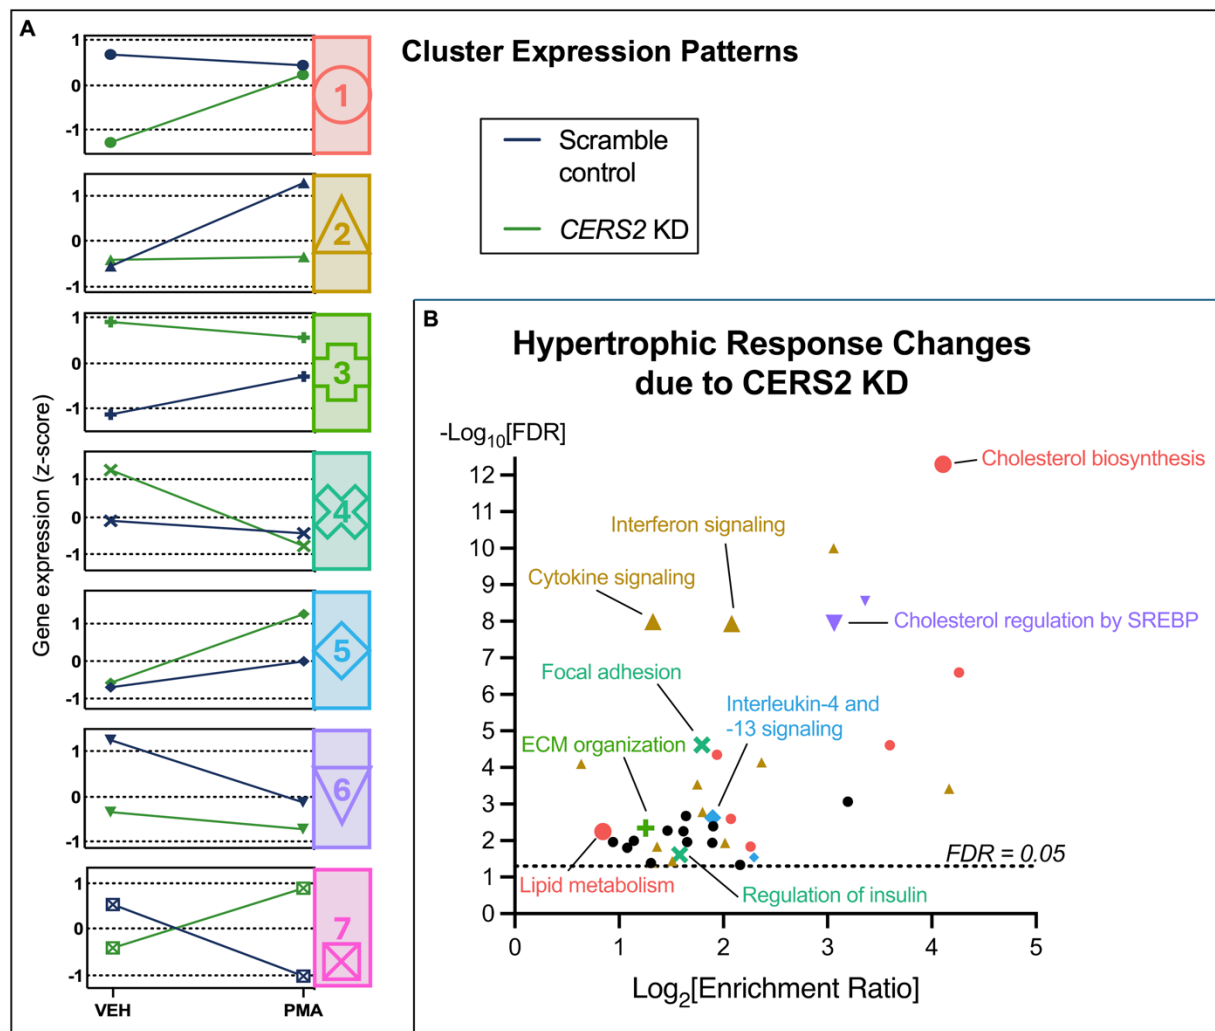 A
Cluster Expression Patterns
Scramble
control
CERS2 KD
Gene expression (z-score)
1
0
-1
1
1
0
-1
2
1
0
-1
3
1
0
-1
4
1
0
-1
5
1
0
-1
6
1
0
-1
7
VEH
PMA
B
Hypertrophic Response Changes
due to CERS2 KD
-Log₁₀[FDR]
12
11
10
9
8
7
6
5
4
3
2
1
0
Cholesterol biosynthesis
Interferon signaling
Cytokine signaling
Cholesterol regulation by SREBP
Focal adhesion
Interleukin-4 and
-13 signaling
ECM organization
FDR = 0.05
Lipid metabolism
Regulation of insulin
0 1 2 3 4 5
Log₂[Enrichment Ratio]